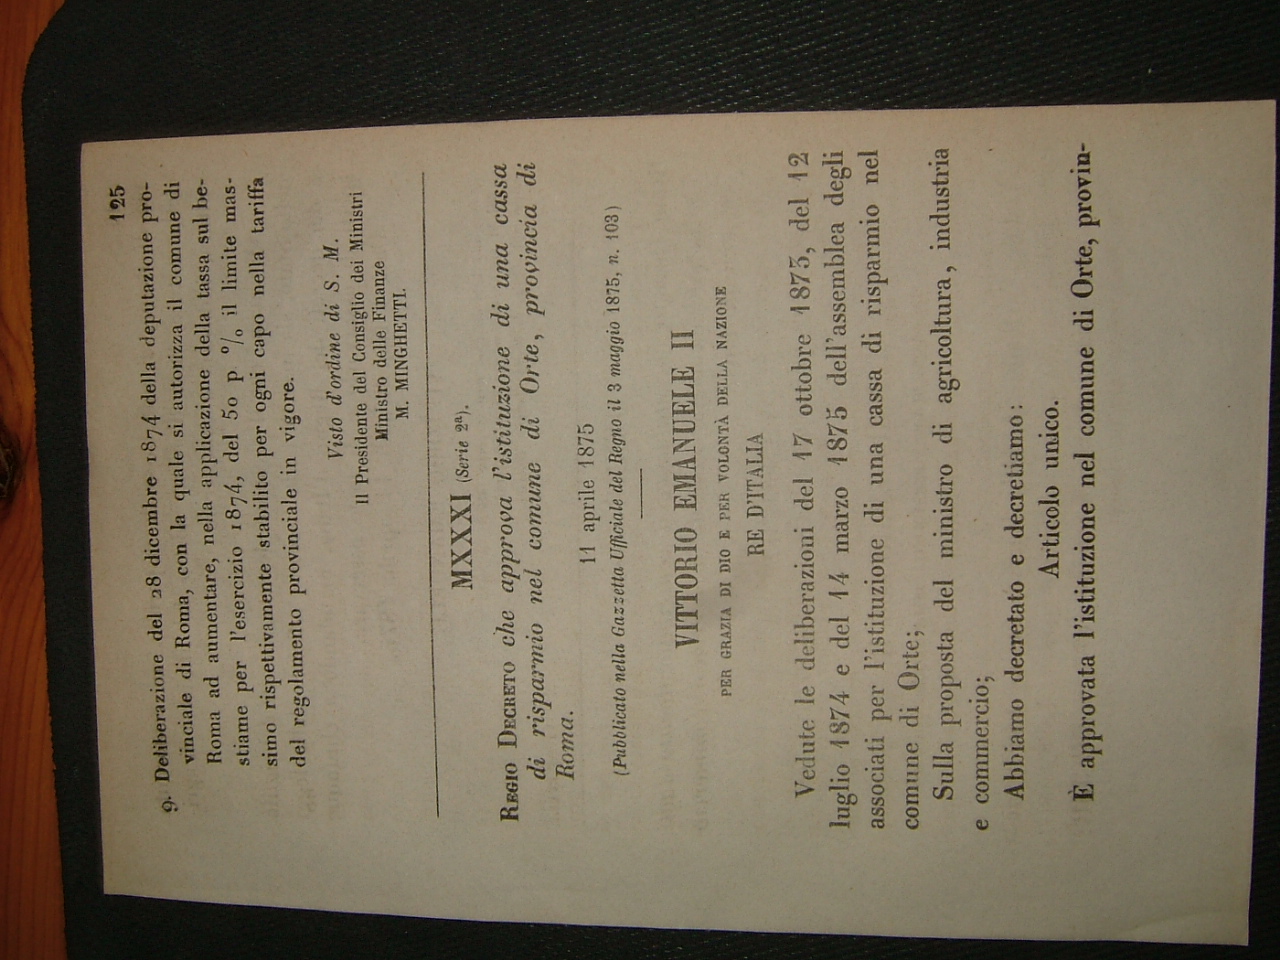 125
9. Deliberazione del 28 dicembre 1874 della deputazione pro-
vinciale di Roma, con la quale si autorizza il comune di
Roma ad aumentare, nella applicazione della tassa sul be-
stiame per l'esercizio 1874, del 50 p % il limite mas-
simo rispettivamente stabilito per ogni capo nella tariffa
del regolamento provinciale in vigore.
Visto d'ordine di S. M.
Il Presidente del Consiglio dei Ministri
Ministro delle Finanze
M. MINGHETTI.
MXXXI (Serie 2ª).
REGIO DECRETO che approva l'istituzione di una cassa
di risparmio nel comune di Orte, provincia di
Roma.
11 aprile 1875
(Pubblicato nella Gazzetta Ufficiale del Regno il 3 maggio 1875, n. 103)
VITTORIO EMANUELE II
PER GRAZIA DI DIO E PER VOLONTÀ DELLA NAZIONE
RE D'ITALIA
Vedute le deliberazioni del 17 ottobre 1873, del 12
luglio 1874 e del 14 marzo 1875 dell'assemblea degli
associati per l'istituzione di una cassa di risparmio nel
comune di Orte;
Sulla proposta del ministro di agricoltura, industria
e commercio;
Abbiamo decretato e decretiamo:
Articolo unico.
È approvata l'istituzione nel comune di Orte, provin-